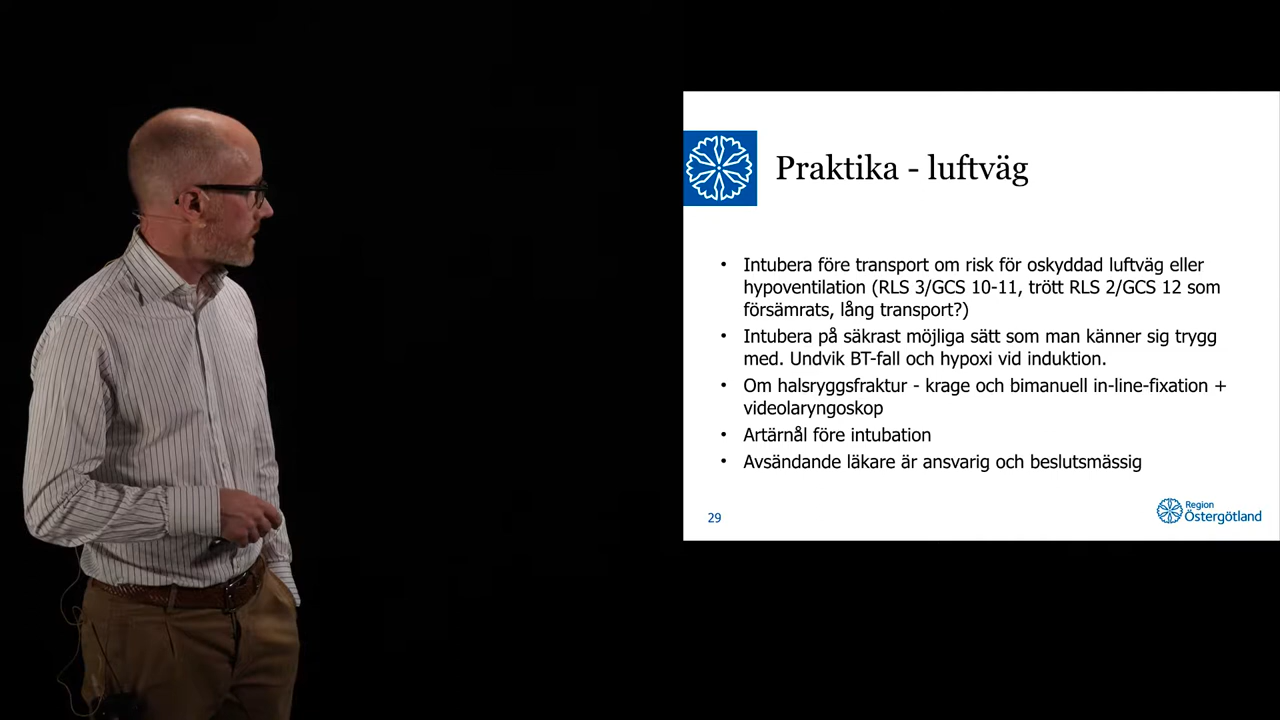 Praktika - luftväg
• Intubera före transport om risk för oskyddad luftväg eller
hypoventilation (RLS 3/GCS 10-11, trött RLS 2/GCS 12 som
försämrats, lång transport?)
• Intubera på säkrast möjliga sätt som man känner sig trygg
med. Undvik BT-fall och hypoxi vid induktion.
• Om halsryggsfraktur - krage och bimanuell in-line-fixation +
videolaryngoskop
• Artärnål före intubation
• Avsändande läkare är ansvarig och beslutsmässig
29
Region
Östergötland